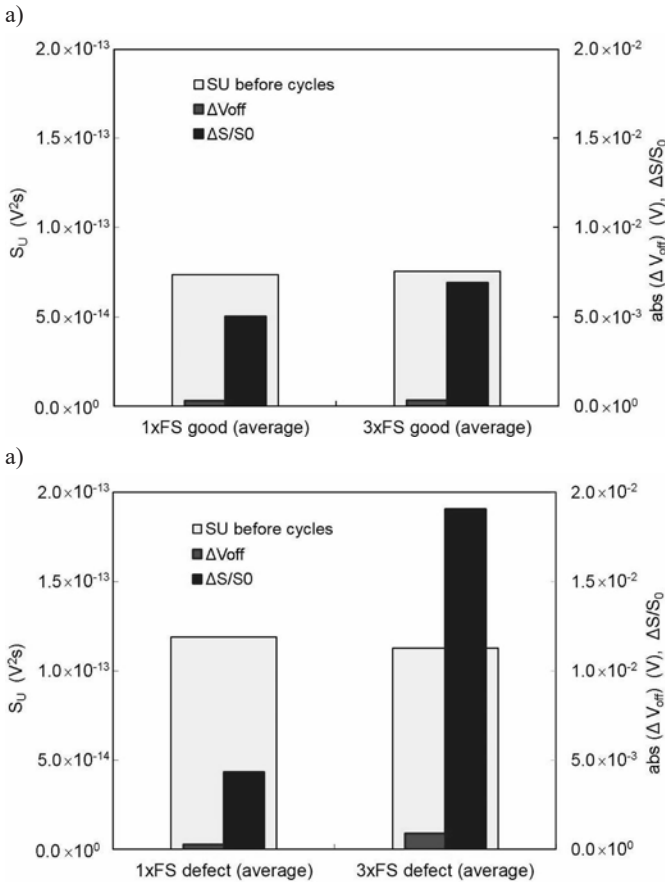 a)
2.0×10⁻¹³
1.5×10⁻¹³
1.0×10⁻¹³
5.0×10⁻¹⁴
0.0×10⁰
S_U (V²s)
SU before cycles
ΔVoff
ΔS/S0
2.0×10⁻²
1.5×10⁻²
1.0×10⁻²
5.0×10⁻³
0.0×10⁰
abs (Δ V_off) (V), ΔS/S₀
1xFS good (average)
3xFS good (average)
a)
2.0×10⁻¹³
1.5×10⁻¹³
1.0×10⁻¹³
5.0×10⁻¹⁴
0.0×10⁰
S_U (V²s)
SU before cycles
ΔVoff
ΔS/S0
2.0×10⁻²
1.5×10⁻²
1.0×10⁻²
5.0×10⁻³
0.0×10⁰
abs (Δ V_off) (V), ΔS/S₀
1xFS defect (average)
3xFS defect (average)